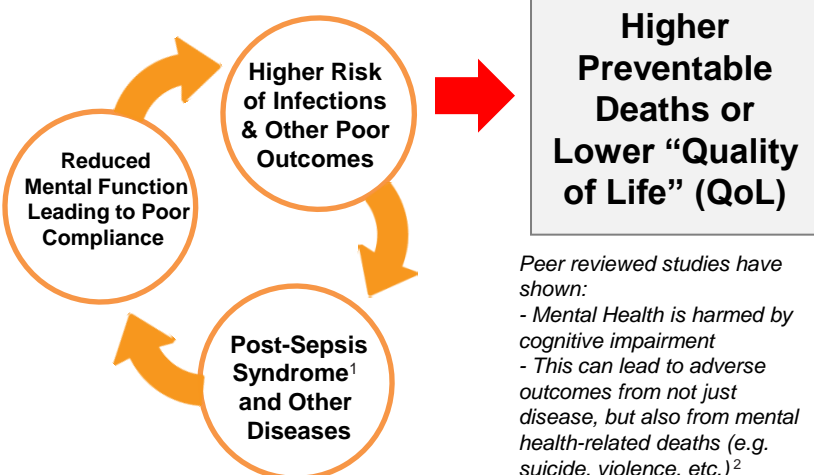 Higher Risk
of Infections
& Other Poor
Outcomes
Reduced
Mental Function
Leading to Poor
Compliance
Post-Sepsis
Syndrome1
and Other
Diseases
Higher
Preventable
Deaths or
Lower “Quality
of Life” (QoL)
Peer reviewed studies have
shown:
- Mental Health is harmed by
cognitive impairment
- This can lead to adverse
outcomes from not just
disease, but also from mental
health-related deaths (e.g.
suicide, violence, etc.)2